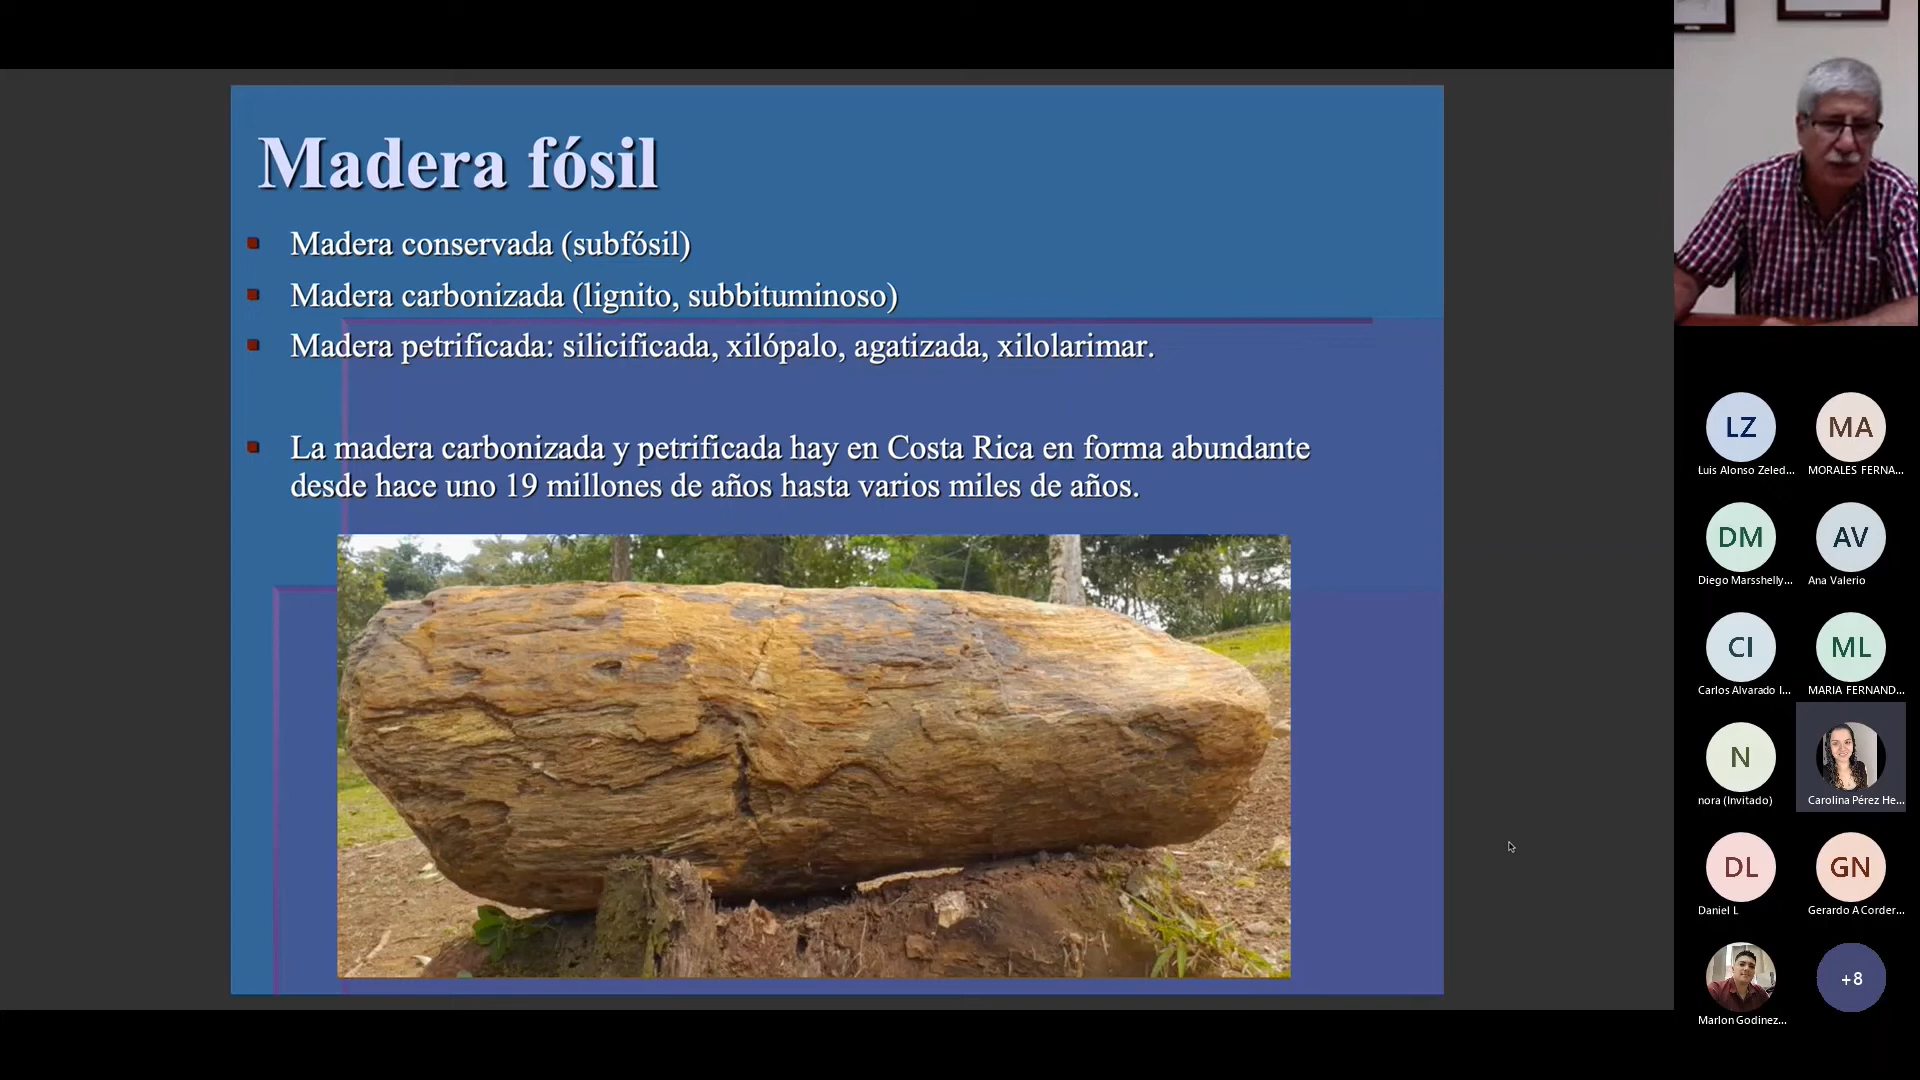 Madera fósil
Madera conservada (subfósil)
Madera carbonizada (lignito, subbituminoso)
Madera petrificada: silicificada, xilópalo, agatizada, xilolarimar.
La madera carbonizada y petrificada hay en Costa Rica en forma abundante
desde hace uno 19 millones de años hasta varios miles de años.
LZ
MA
Luis Alonso Zeled...
MORALES FERNA...
DM
AV
Diego Marsshelly...
Ana Valerio
CI
ML
Carlos Alvarado I...
MARIA FERNAND...
N
nora (Invitado)
Carolina Pérez He...
DL
GN
Daniel L
Gerardo A Corder...
+8
Marlon Godinez...